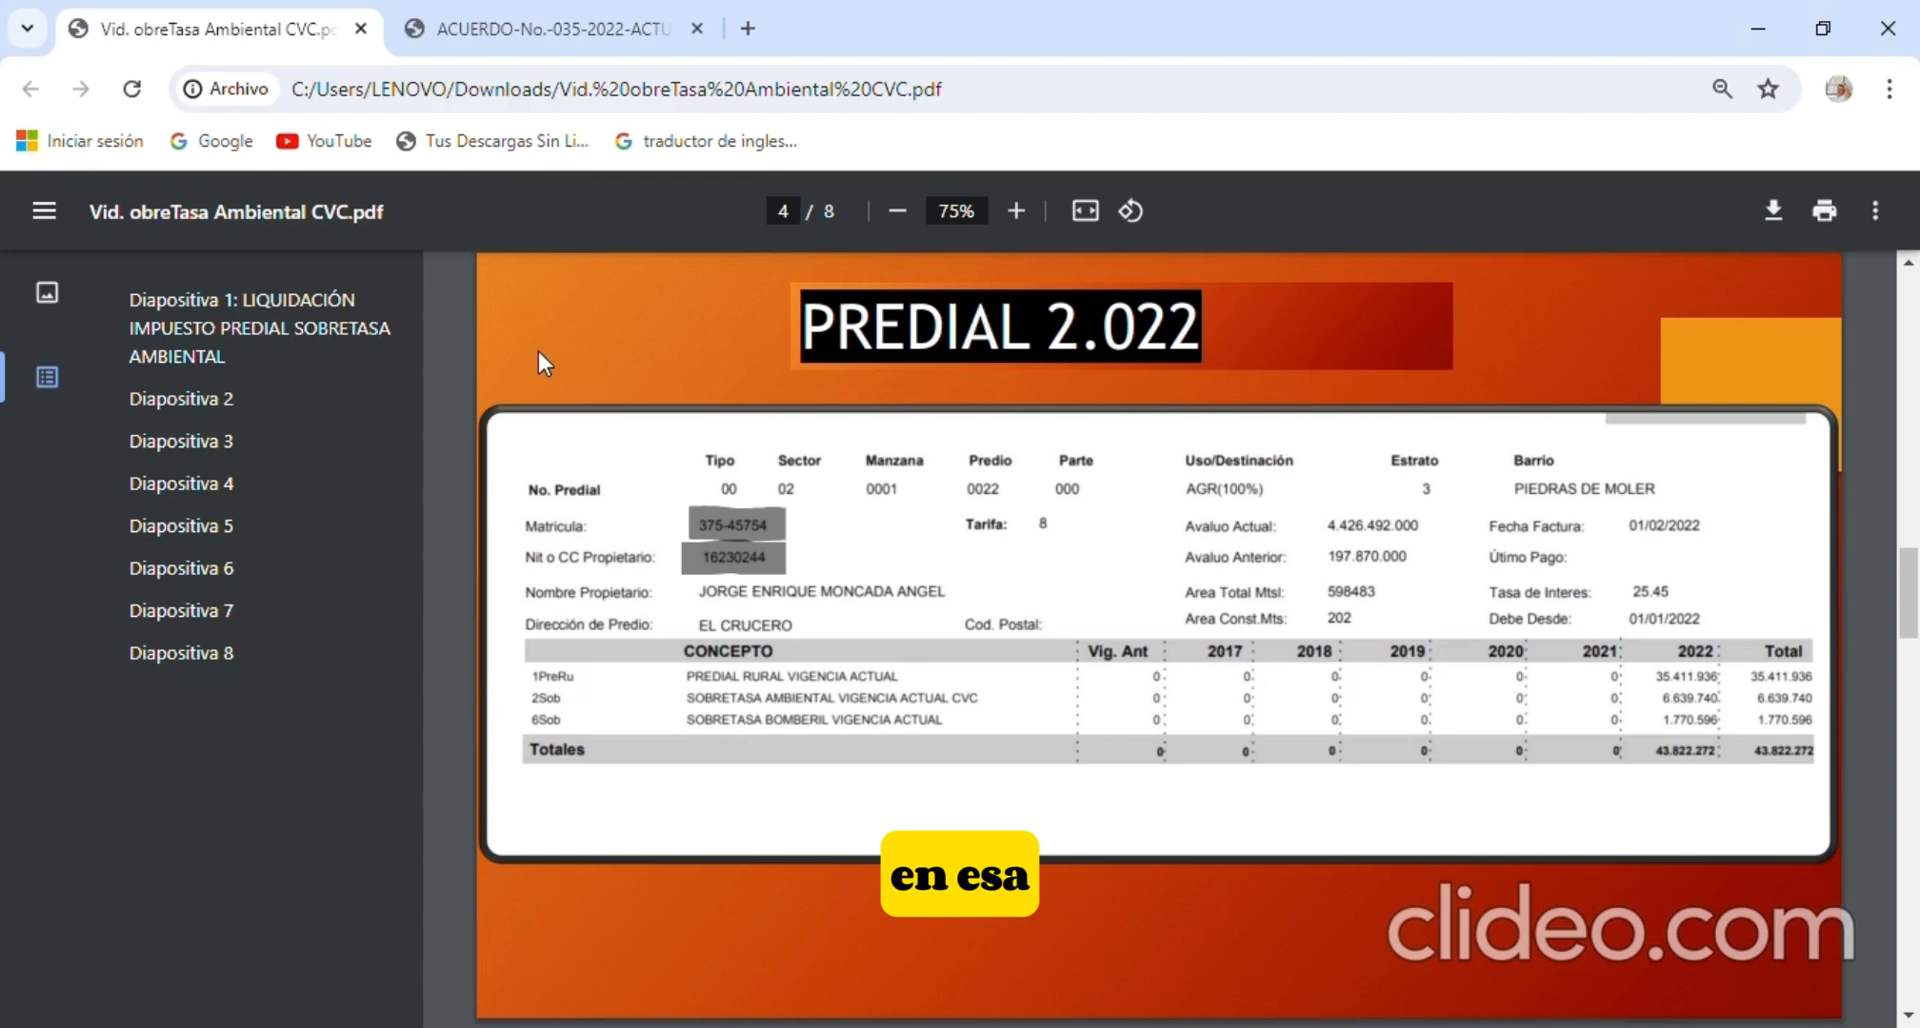 Vid. obreTasa Ambiental CVC.pc
ACUERDO-No.-035-2022-ACTU
Archivo
C:/Users/LENOVO/Downloads/Vid.%20obreTasa%20Ambiental%20CVC.pdf
Iniciar sesión
Google
YouTube
Tus Descargas Sin Li...
traductor de ingles...
Vid. obreTasa Ambiental CVC.pdf
4 / 8
75%
Diapositiva 1: LIQUIDACIÓN
IMPUESTO PREDIAL SOBRETASA
AMBIENTAL
Diapositiva 2
Diapositiva 3
Diapositiva 4
Diapositiva 5
Diapositiva 6
Diapositiva 7
Diapositiva 8
PREDIAL 2.022
Tipo Sector Manzana Predio Parte Uso/Destinación Estrato Barrio
No. Predial 00 02 0001 0022 000 AGR(100%) 3 PIEDRAS DE MOLER
Matricula: 375-45754 Tarifa: 8 Avaluo Actual: 4.426.492.000 Fecha Factura: 01/02/2022
Nit o CC Propietario: 16230244 Avaluo Anterior: 197.870.000 Útimo Pago:
Nombre Propietario: JORGE ENRIQUE MONCADA ANGEL Area Total Mtsl: 598483 Tasa de Interes: 25.45
Dirección de Predio: EL CRUCERO Cod. Postal: Area Const.Mts: 202 Debe Desde: 01/01/2022
CONCEPTO Vig. Ant 2017 2018 2019 2020 2021 2022 Total
1PreRu PREDIAL RURAL VIGENCIA ACTUAL 0 0 0 0 0 0 35.411.936 35.411.936
2Sob SOBRETASA AMBIENTAL VIGENCIA ACTUAL CVC 0 0 0 0 0 0 6.639.740 6.639.740
6Sob SOBRETASA BOMBERIL VIGENCIA ACTUAL 0 0 0 0 0 0 1.770.596 1.770.596
Totales 0 0 0 0 0 0 43.822.272 43.822.272
en esa
clideo.com